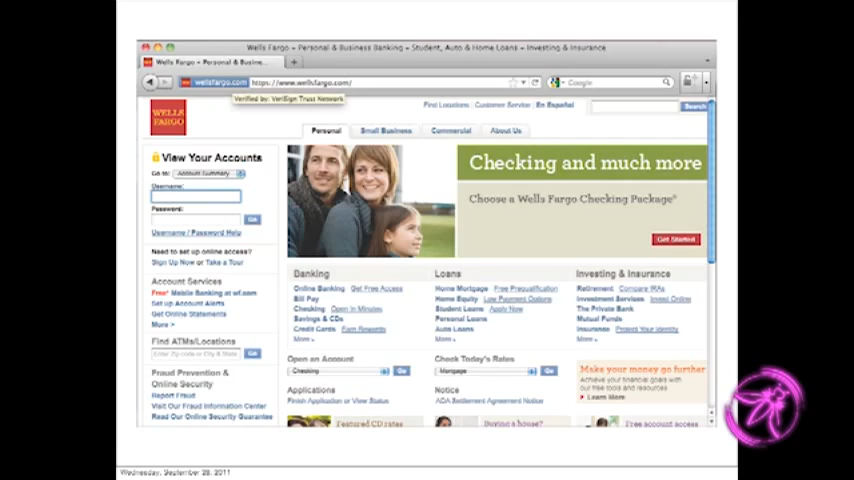 Wells Fargo – Personal & Business Banking – Student, Auto & Home Loans – Investing & Insurance
Wells Fargo – Personal & Busine...
wellsfargo.com https://www.wellsfargo.com/
Google
Verified by: VeriSign Trust Network
WELLS
FARGO
Find Locations Customer Service En Español
Search
Personal Small Business Commercial About Us
View Your Accounts
Go to: Account Summary
Username:
Password:
Go
Username / Password Help
Need to set up online access?
Sign Up Now or Take a Tour
Account Services
Free* Mobile Banking at wf.com
Set up Account Alerts
Get Online Statements
More >
Find ATMs/Locations
Enter Zip code or City & State
Go
Fraud Prevention &
Online Security
Report Fraud
Visit Our Fraud Information Center
Read Our Online Security Guarantee
Checking and much more
Choose a Wells Fargo Checking Package®
Get Started
Banking
Online Banking Get Free Access
Bill Pay
Checking Open in Minutes
Savings & CDs
Credit Cards Earn Rewards
More
Loans
Home Mortgage Free Prequalification
Home Equity Low Payment Options
Student Loans Apply Now
Personal Loans
Auto Loans
More
Investing & Insurance
Retirement Compare IRAs
Investment Services Invest Online
The Private Bank
Mutual Funds
Insurance Protect Your Identity
More
Open an Account
Checking Go
Check Today's Rates
Mortgage Go
Applications
Finish Application or View Status
Notice
ADA Settlement Agreement Notice
Make your money go further
Achieve your financial goals with
our free tools and resources
Learn More
Featured CD rates
Buying a house?
Free account access
Wednesday, September 28, 2011